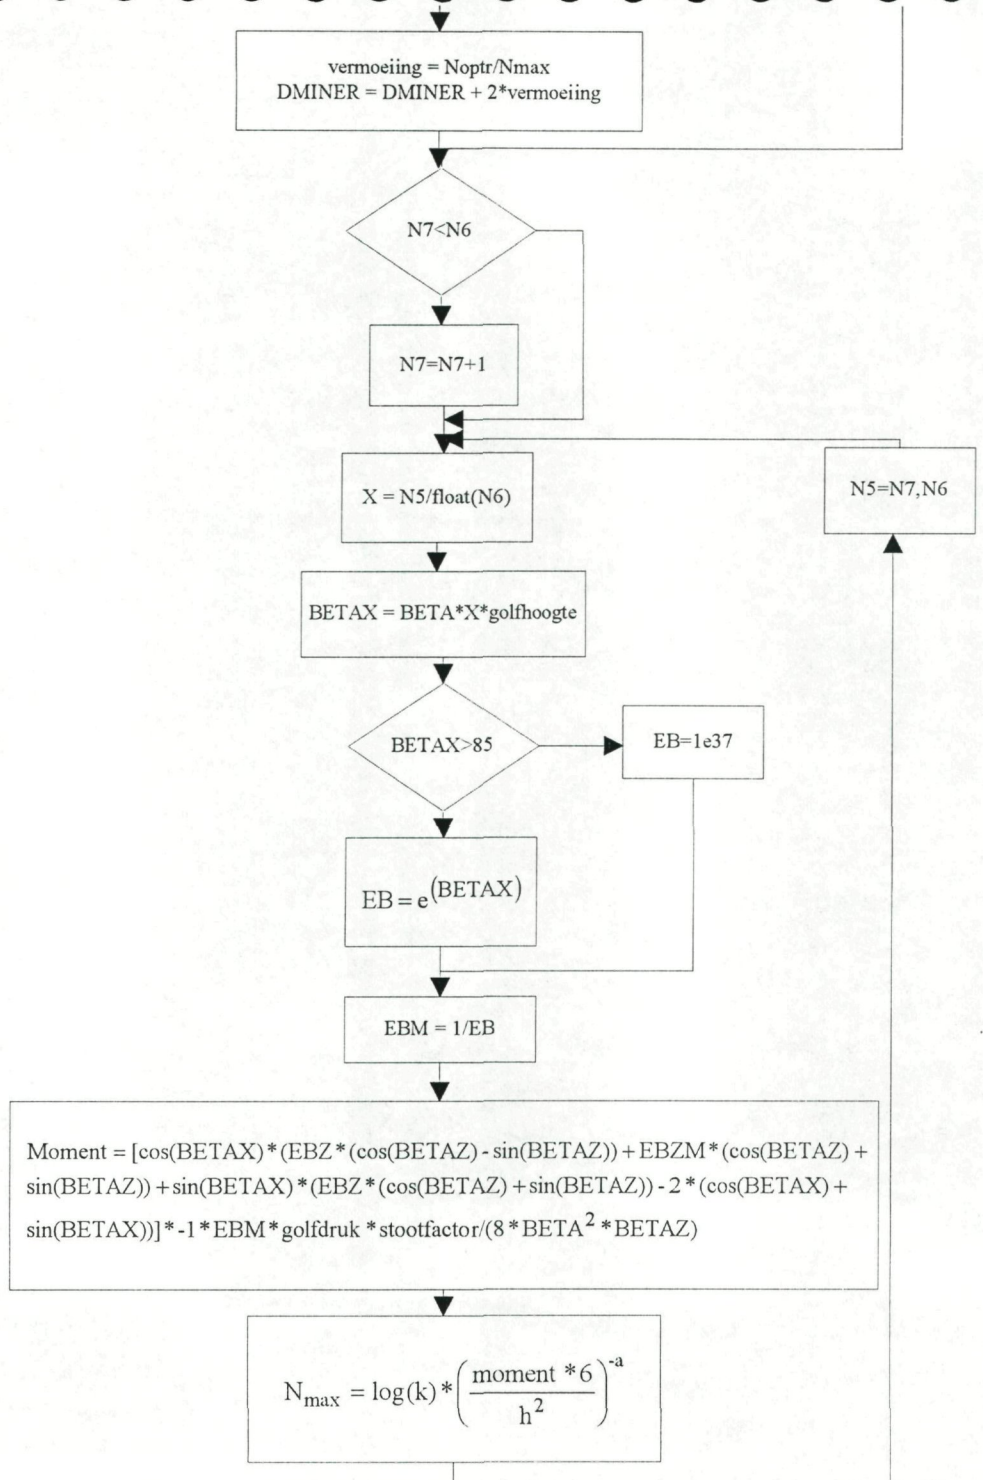 vermoeiing = Noptr/Nmax
DMINER = DMINER + 2*vermoeiing
N7<N6
N7=N7+1
X = N5/float(N6)
N5=N7,N6
BETAX = BETA*X*golfhoogte
BETAX>85
EB=1e37
EB = e^(BETAX)
EBM = 1/EB
Moment = [cos(BETAX)*(EBZ*(cos(BETAZ)-sin(BETAZ))+EBZM*(cos(BETAZ)+
sin(BETAZ))+sin(BETAX)*(EBZ*(cos(BETAZ)+sin(BETAZ))-2*(cos(BETAX)+
sin(BETAX))]*-1*EBM*golfdruk*stootfactor/(8*BETA²*BETAZ)
N_max = log(k)*(moment*6/h²)^-a